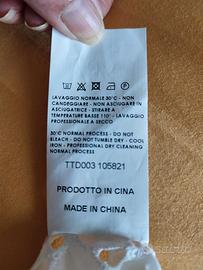 LAVAGGIO NORMALE 30°C - NON
CANDEGGIARE - NON ASCIUGARE IN
ASCIUGATRICE - STIRARE A
TEMPERATURE BASSE 110° - LAVAGGIO
PROFESSIONALE A SECCO
30°C NORMAL PROCESS - DO NOT
BLEACH - DO NOT TUMBLE DRY - COOL
IRON - PROFESSIONAL DRY CLEANING
NORMAL PROCESS
TTD003 105821
PRODOTTO IN CINA
MADE IN CHINA